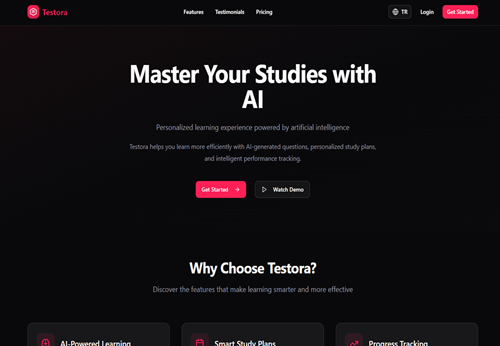 Testora
Features Testimonials Pricing
TR Login Get Started
Master Your Studies with
AI
Personalized learning experience powered by artificial intelligence
Testora helps you learn more efficiently with AI-generated questions, personalized study plans,
and intelligent performance tracking.
Get Started → Watch Demo
Why Choose Testora?
Discover the features that make learning smarter and more effective
AI-Powered Learning Smart Study Plans Progress Tracking